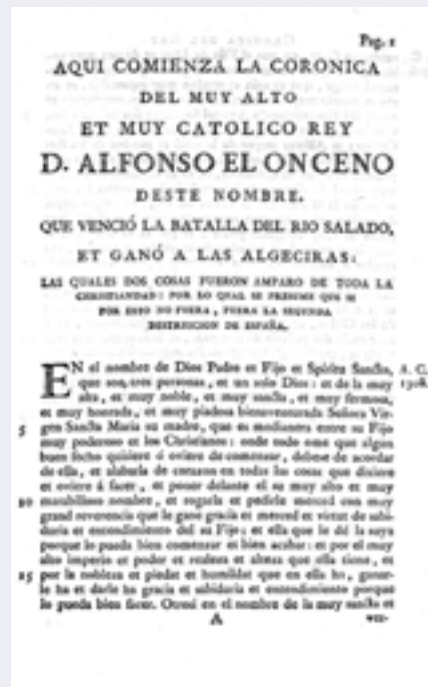 Pag. 1
AQUI COMIENZA LA CORONICA
DEL MUY ALTO
ET MUY CATOLICO REY
D. ALFONSO EL ONCENO
DESTE NOMBRE.
QUE VENCIÓ LA BATALLA DEL RIO SALADO,
ET GANÓ A LAS ALGECIRAS:
LAS QUALES DOS COSAS FUERON AMPARO DE TODA LA
CHRISTIANDAD: POR LO QUAL SE PRESUME QUE SI
POR ESTO NO FUERA, FUERA LA SEGUNDA
DESTRUICION DE ESPAÑA.
EN el nombre de Dios Padre et Fijo et Spíritu Sancto, A. C.
que son tres personas, et un solo Dios: et de la muy 1308.
alta, et muy noble, et muy sancta, et muy fermosa,
et muy honrada, et muy piadosa bienaventurada Señora Vir-
5 gen Sancta Maria su madre, que es medianera entre su Fijo
muy poderoso et los Christianos: onde todo ome que algun
buen fecho quisiere ó oviere de comenzar, debese de acordar
de ella, et alabarla de corazon en todas las cosas que dixiere
et oviere á facer, et poner delante el su muy alto et muy
10 marabilloso nombre, et rogarla et pedirle merced con muy
grand reverencia que le gane gracia et merced et virtut de sabi-
duría et entendimiento del su Fijo: et ella que le dé la suya
porque lo pueda bien comenzar et bien acabar: et por el muy
alto imperio et poder et realeza et alteza que ella tiene, et
15 por la nobleza et piedat et humildat que en ella ha, ganar-
le ha et darle ha gracia et sabiduría et entendimiento porque
lo pueda bien facer. Otrosi en el nombre de la muy sancta et
A